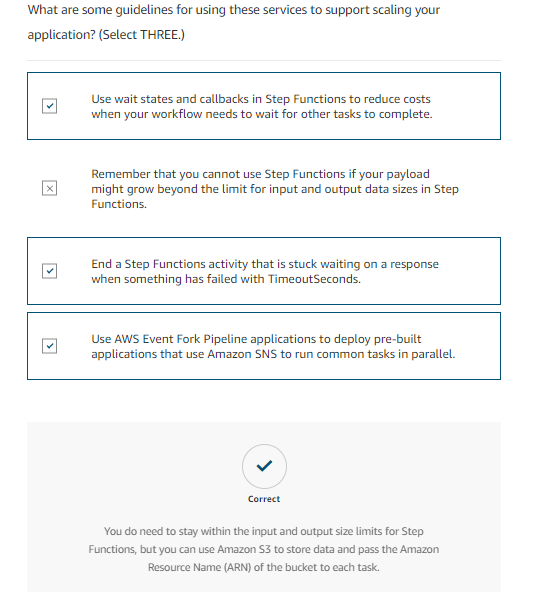 What are some guidelines for using these services to support scaling your
application? (Select THREE.)
Use wait states and callbacks in Step Functions to reduce costs
when your workflow needs to wait for other tasks to complete.
Remember that you cannot use Step Functions if your payload
might grow beyond the limit for input and output data sizes in Step
Functions.
End a Step Functions activity that is stuck waiting on a response
when something has failed with TimeoutSeconds.
Use AWS Event Fork Pipeline applications to deploy pre-built
applications that use Amazon SNS to run common tasks in parallel.
Correct
You do need to stay within the input and output size limits for Step
Functions, but you can use Amazon S3 to store data and pass the Amazon
Resource Name (ARN) of the bucket to each task.